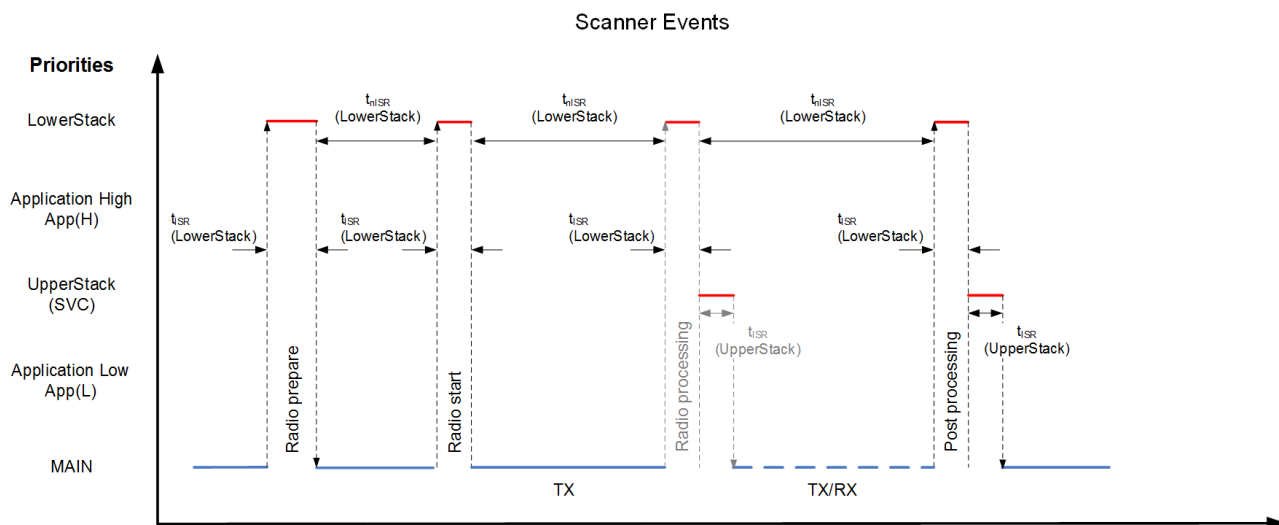 Scanner Events
Priorities
LowerStack
tnISR
(LowerStack)
tnISR
(LowerStack)
tnISR
(LowerStack)
Application High
App(H)
tISR
(LowerStack)
tISR
(LowerStack)
tISR
(LowerStack)
tISR
(LowerStack)
UpperStack
(SVC)
tISR
(UpperStack)
tISR
(UpperStack)
Application Low
App(L)
Radio prepare
Radio start
Radio processing
Post processing
MAIN
TX
TX/RX